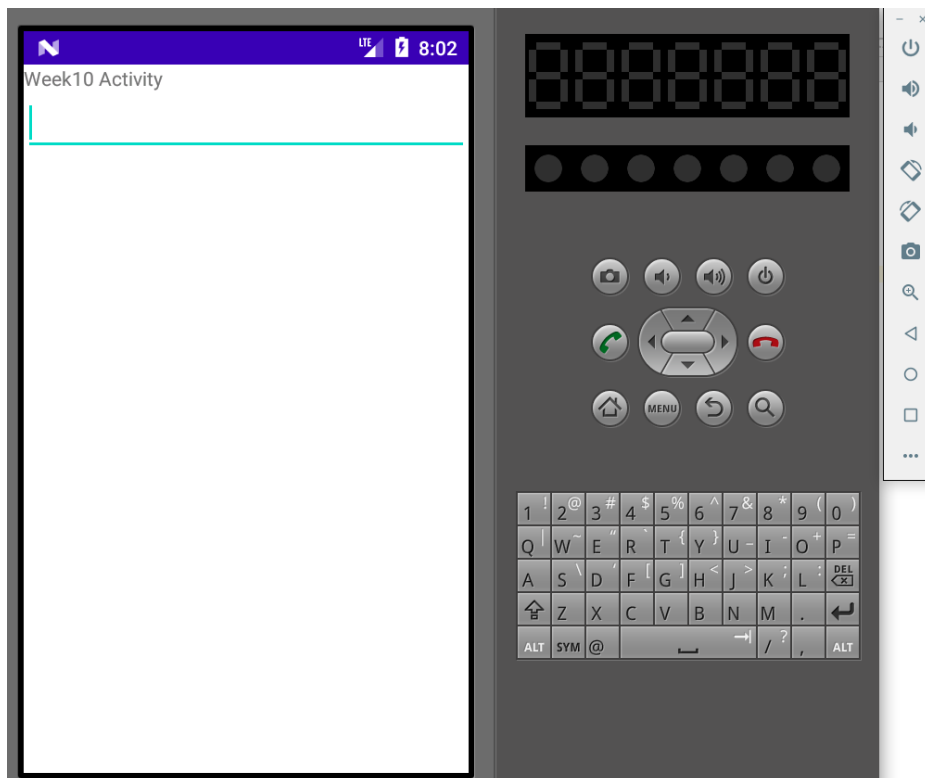 LTE 8:02
Week10 Activity
MENU
1 ! 2 @ 3 # 4 $ 5 % 6 ^ 7 & 8 * 9 ( 0 )
Q | W ~ E " R ` T { Y } U _ I - O + P =
A S \ D ' F [ G ] H < J > K ; L : DEL
Z X C V B N M .
ALT SYM @ / ? , ALT